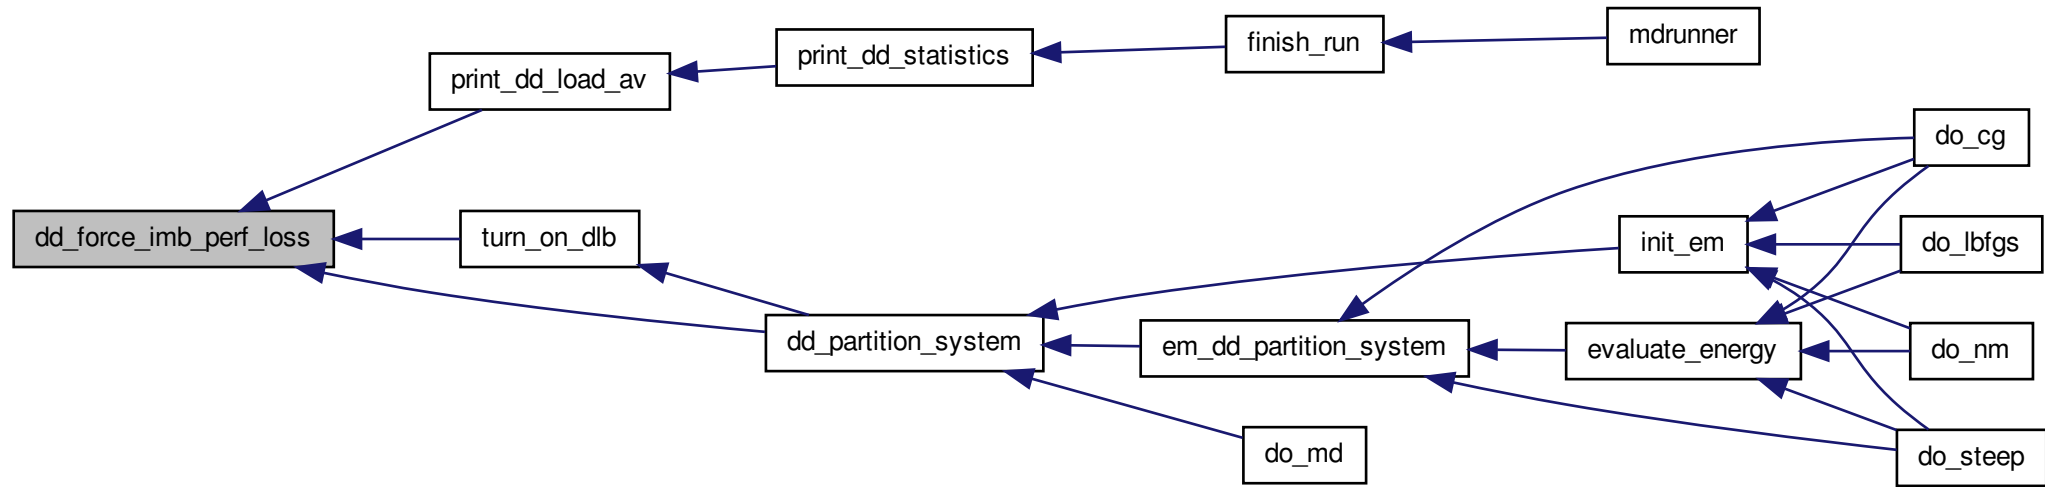 mdrunner
finish_run
print_dd_statistics
print_dd_load_av
do_cg
dd_force_imb_perf_loss
turn_on_dlb
init_em
do_lbfgs
dd_partition_system
em_dd_partition_system
evaluate_energy
do_nm
do_md
do_steep